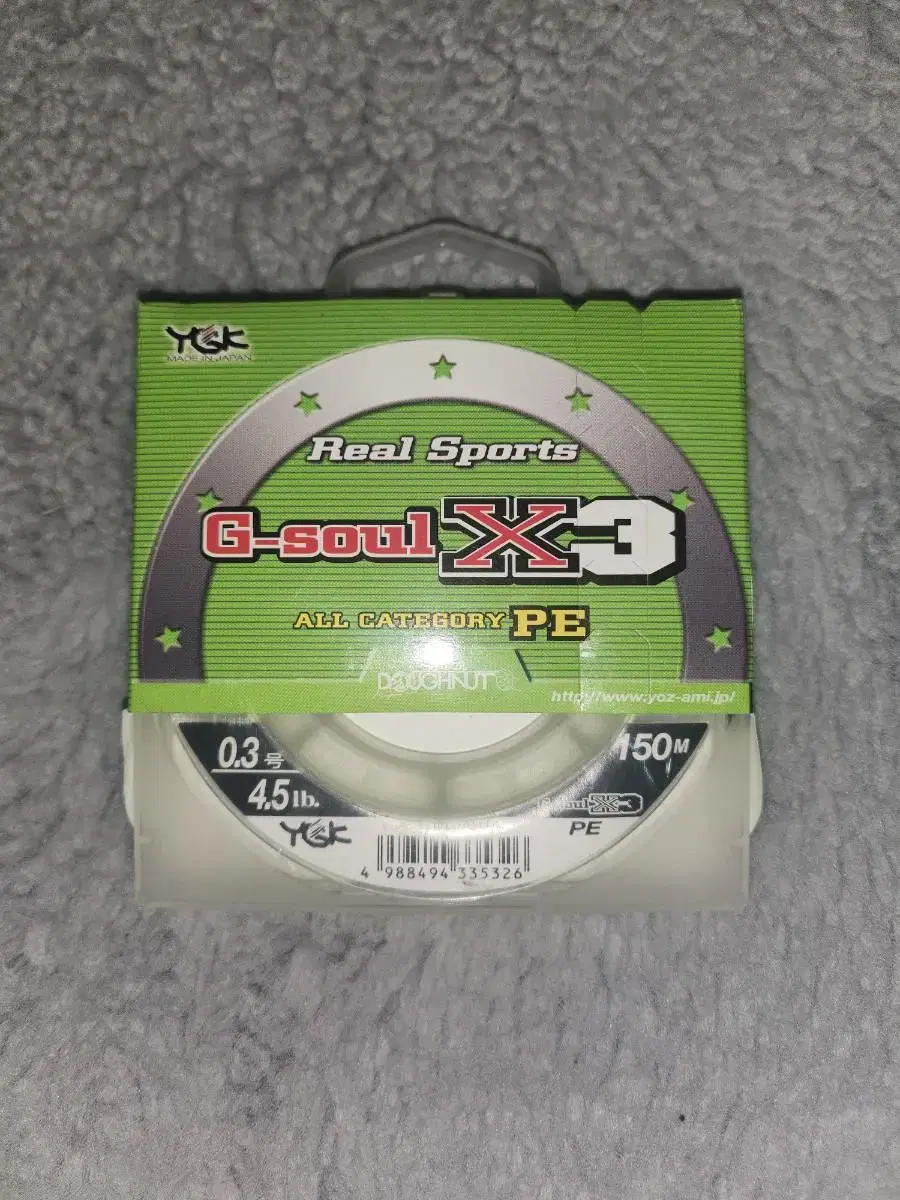 YGK
MADE IN JAPAN
Real Sports
G-soul X3
ALL CATEGORY PE
DOUGHNUT
http://www.yoz-ami.jp/
0.3号
4.5lb.
150M
G-soul X3
PE
YGK
4 988494 335326